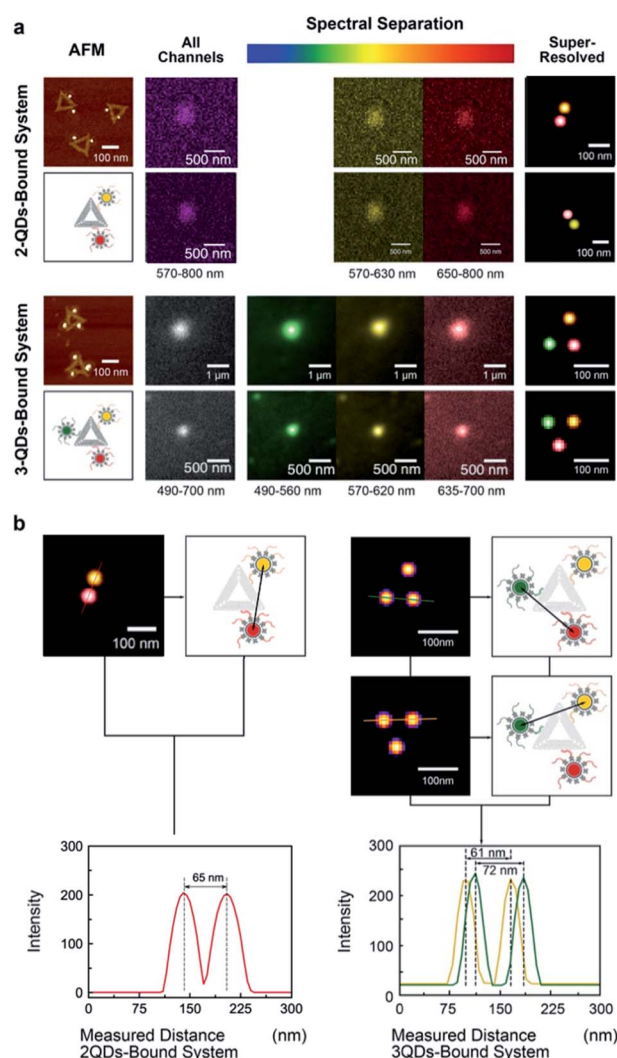 a
Spectral Separation
AFM
All
Channels
Super-
Resolved
2-QDs-Bound System
100 nm
500 nm
500 nm
500 nm
100 nm
500 nm
500 nm
500 nm
100 nm
570-800 nm
570-630 nm
650-800 nm
3-QDs-Bound System
100 nm
1 µm
1 µm
1 µm
1 µm
100 nm
500 nm
500 nm
500 nm
500 nm
100 nm
490-700 nm
490-560 nm
570-620 nm
635-700 nm
b
100 nm
100nm
100nm
300
200
100
0
Intensity
65 nm
0
75
150
225
300
Measured Distance (nm)
2QDs-Bound System
300
200
100
0
Intensity
61 nm
72 nm
0
75
150
225
300
Measured Distance (nm)
3QDs-Bound System